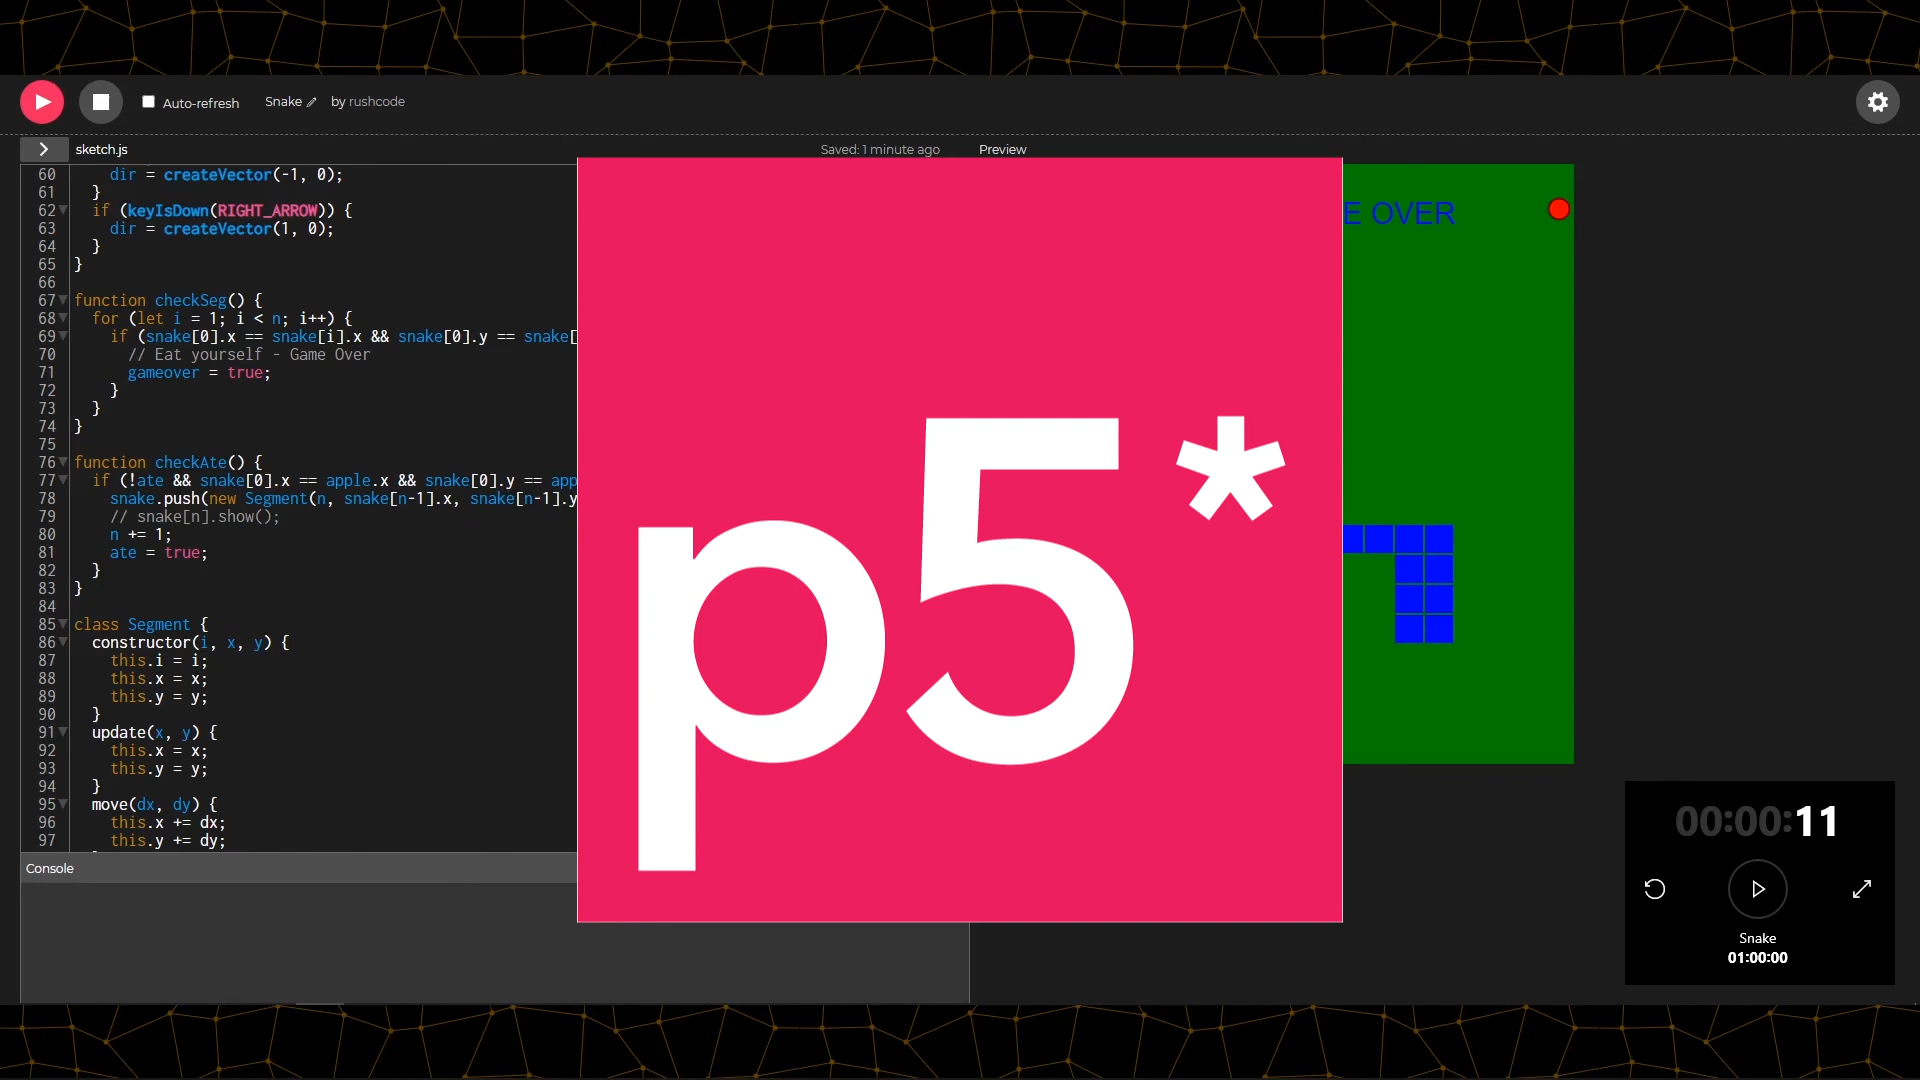 Auto-refresh
Snake
by rushcode
sketch.js
Saved: 1 minute ago
Preview
60 dir = createVector(-1, 0);
61 }
62 if (keyIsDown(RIGHT_ARROW)) {
63 dir = createVector(1, 0);
64 }
65 }
66
67 function checkSeg() {
68 for (let i = 1; i < n; i++) {
69 if (snake[0].x == snake[i].x && snake[0].y == snake[
70 // Eat yourself - Game Over
71 gameover = true;
72 }
73 }
74 }
75
76 function checkAte() {
77 if (!ate && snake[0].x == apple.x && snake[0].y == app
78 snake.push(new Segment(n, snake[n-1].x, snake[n-1].y
79 // snake[n].show();
80 n += 1;
81 ate = true;
82 }
83 }
84
85 class Segment {
86 constructor(i, x, y) {
87 this.i = i;
88 this.x = x;
89 this.y = y;
90 }
91 update(x, y) {
92 this.x = x;
93 this.y = y;
94 }
95 move(dx, dy) {
96 this.x += dx;
97 this.y += dy;
Console
p5*
E OVER
00:00:11
Snake
01:00:00